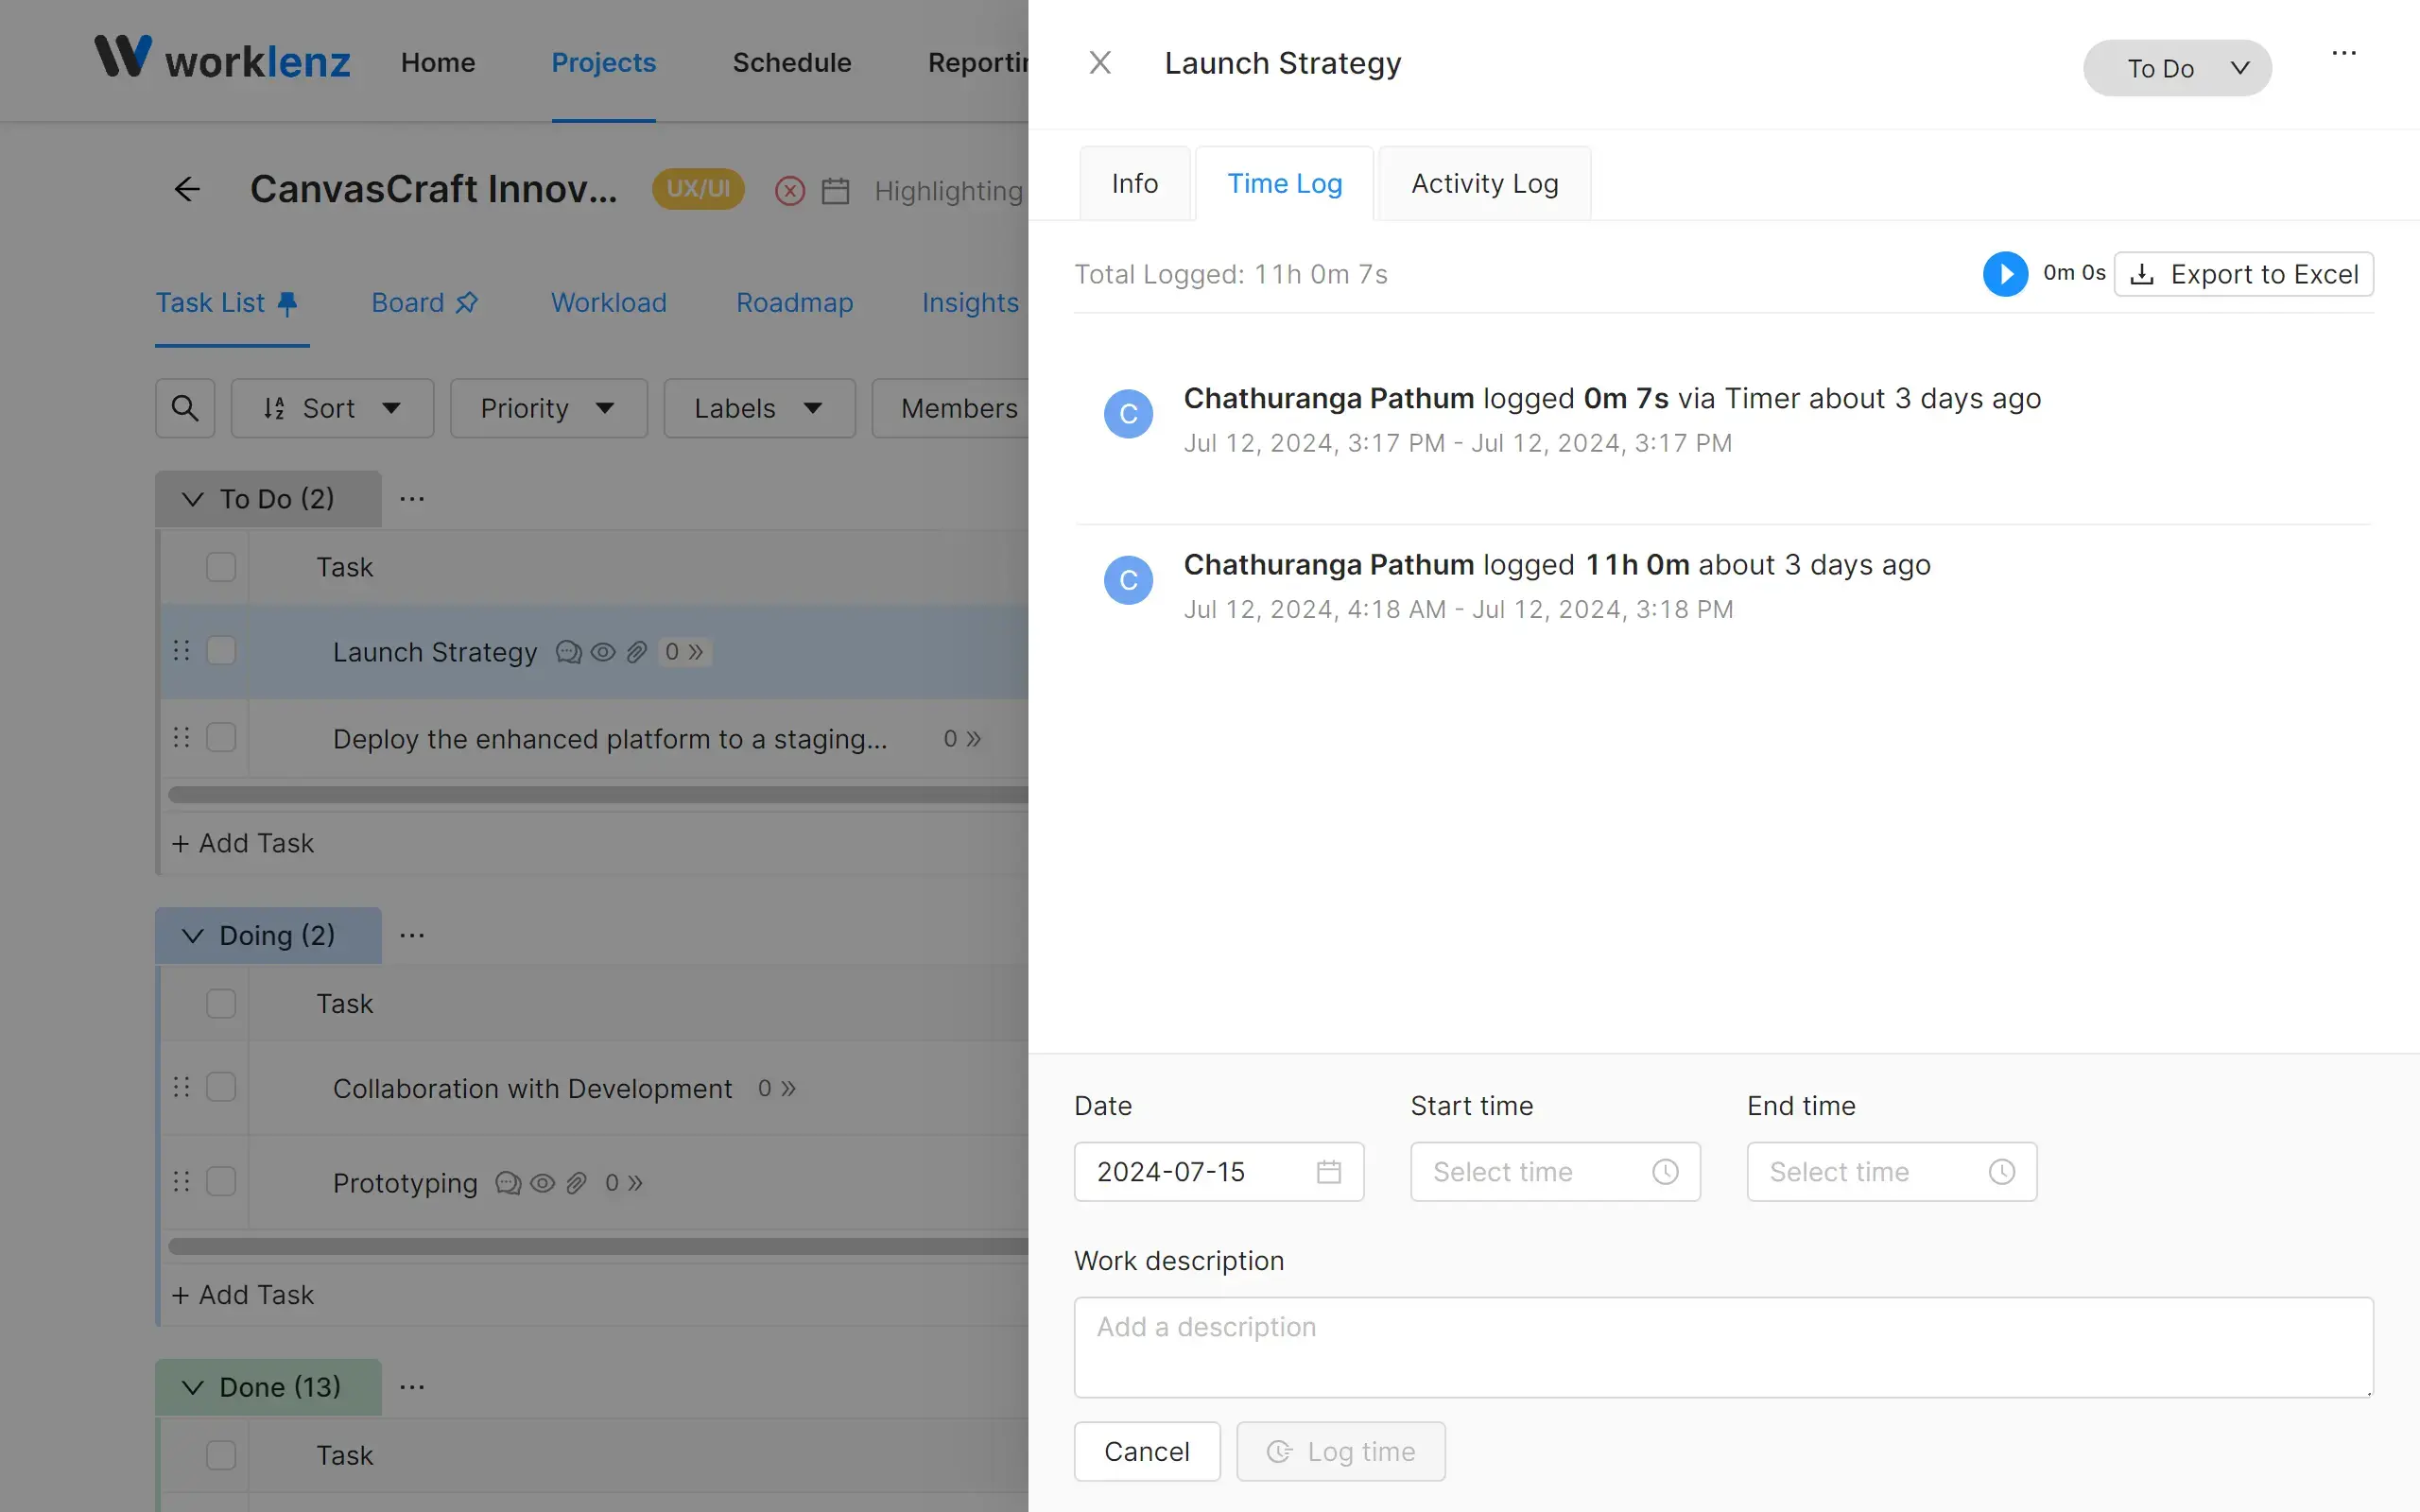 worklenz
Home
Projects
Schedule
Reportin
CanvasCraft Innov...
UX/UI
Highlighting
Task List
Board
Workload
Roadmap
Insights
Sort
Priority
Labels
Members
To Do (2)
Task
Launch Strategy
0
Deploy the enhanced platform to a staging...
0
+ Add Task
Doing (2)
Task
Collaboration with Development
0
Prototyping
0
+ Add Task
Done (13)
Task
Launch Strategy
To Do
Info
Time Log
Activity Log
Total Logged: 11h 0m 7s
0m 0s
Export to Excel
C
Chathuranga Pathum logged 0m 7s via Timer about 3 days ago
Jul 12, 2024, 3:17 PM - Jul 12, 2024, 3:17 PM
C
Chathuranga Pathum logged 11h 0m about 3 days ago
Jul 12, 2024, 4:18 AM - Jul 12, 2024, 3:18 PM
Date
Start time
End time
2024-07-15
Select time
Select time
Work description
Add a description
Cancel
Log time